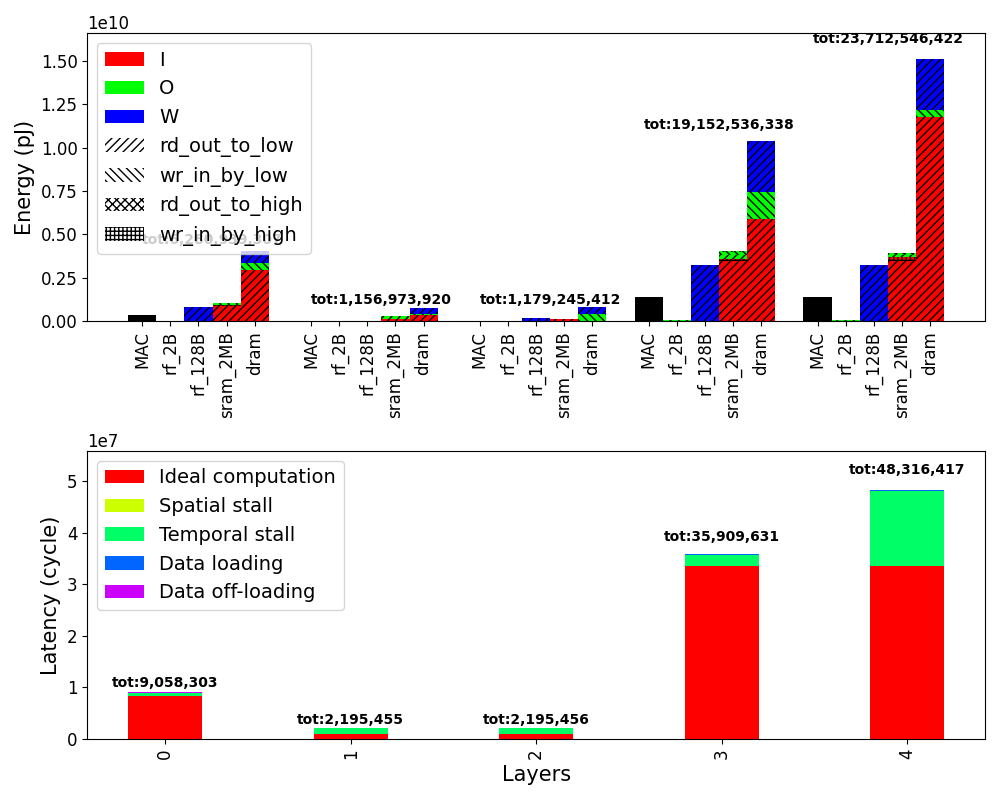 1e10
Energy (pJ)
1.50
1.25
1.00
0.75
0.50
0.25
0.00
I
O
W
rd_out_to_low
wr_in_by_low
rd_out_to_high
wr_in_by_high
tot:1,156,973,920
tot:1,179,245,412
tot:19,152,536,338
tot:23,712,546,422
MAC
rf_2B
rf_128B
sram_2MB
dram
MAC
rf_2B
rf_128B
sram_2MB
dram
MAC
rf_2B
rf_128B
sram_2MB
dram
MAC
rf_2B
rf_128B
sram_2MB
dram
MAC
rf_2B
rf_128B
sram_2MB
dram
1e7
Latency (cycle)
5
4
3
2
1
0
Ideal computation
Spatial stall
Temporal stall
Data loading
Data off-loading
tot:9,058,303
tot:2,195,455
tot:2,195,456
tot:35,909,631
tot:48,316,417
0
1
2
3
4
Layers